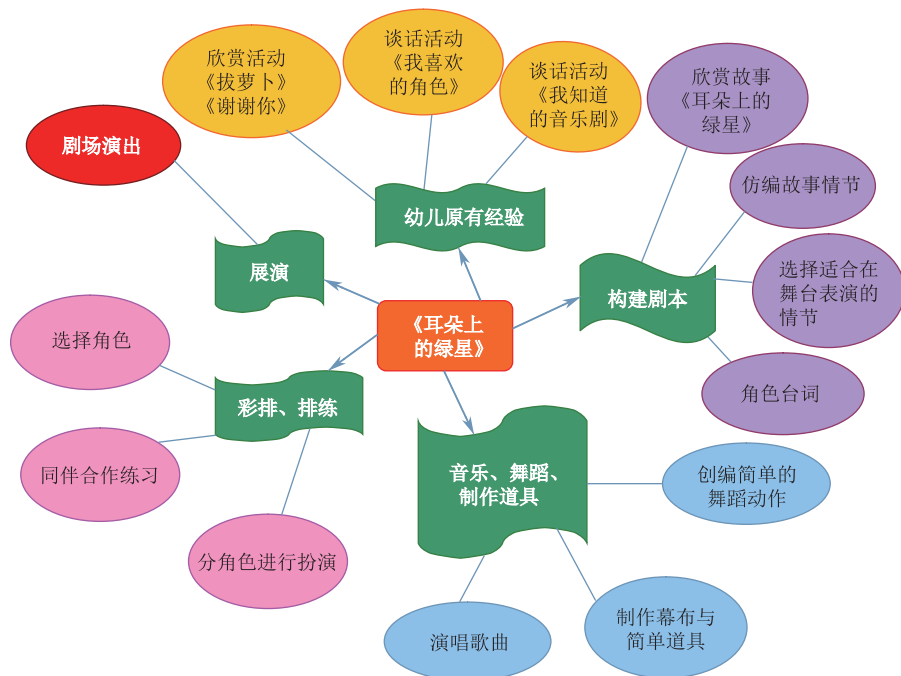 欣赏活动
《拔萝卜》
《谢谢你》
谈话活动
《我喜欢
的角色》
谈话活动
《我知道
的音乐剧》
欣赏故事
《耳朵上的
绿星》
剧场演出
仿编故事情节
幼儿原有经验
展演
选择适合在
舞台表演的
情节
构建剧本
《耳朵上
的绿星》
选择角色
角色台词
彩排、排练
同伴合作练习
音乐、舞蹈、
制作道具
创编简单的
舞蹈动作
分角色进行扮演
演唱歌曲
制作幕布与
简单道具